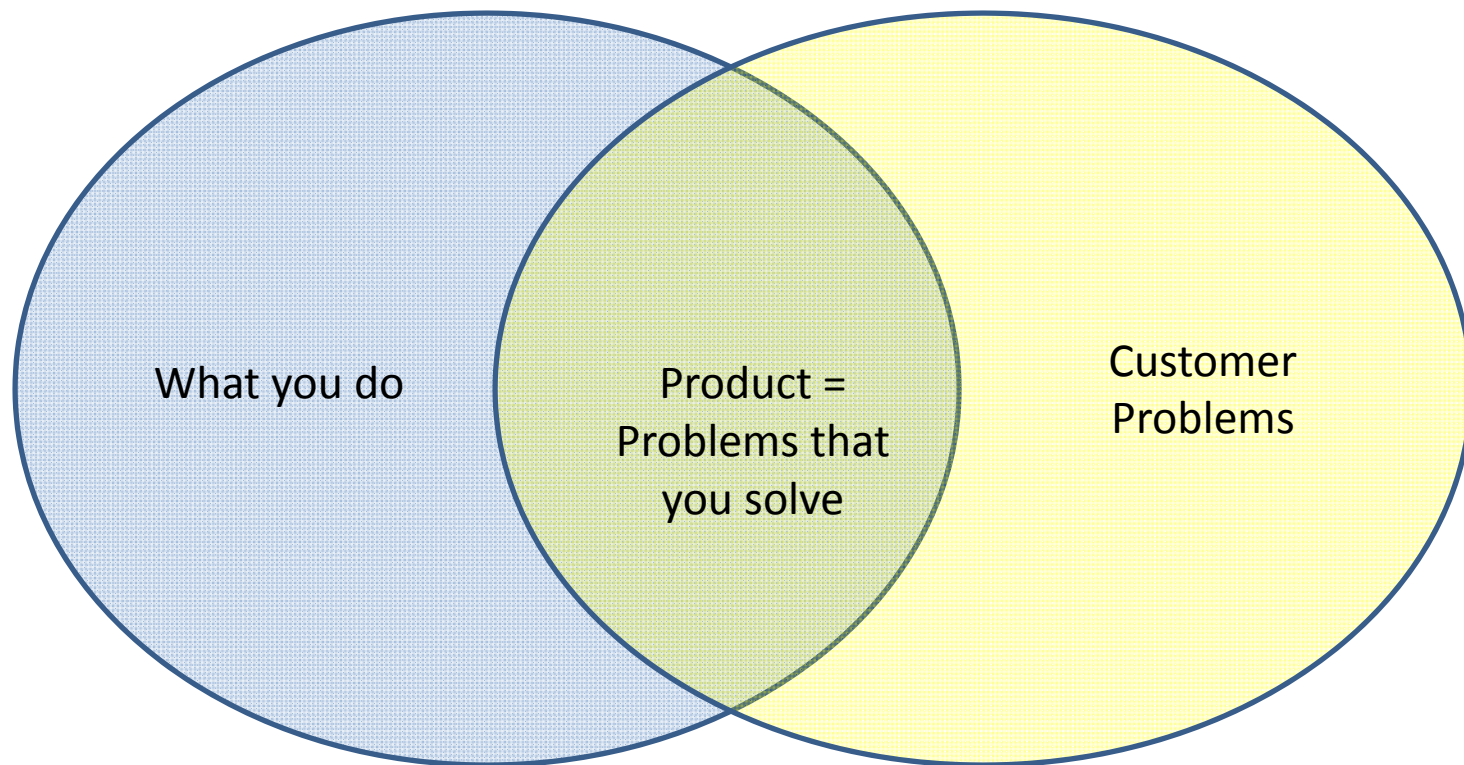 What you do
Product =
Problems that
you solve
Customer
Problems